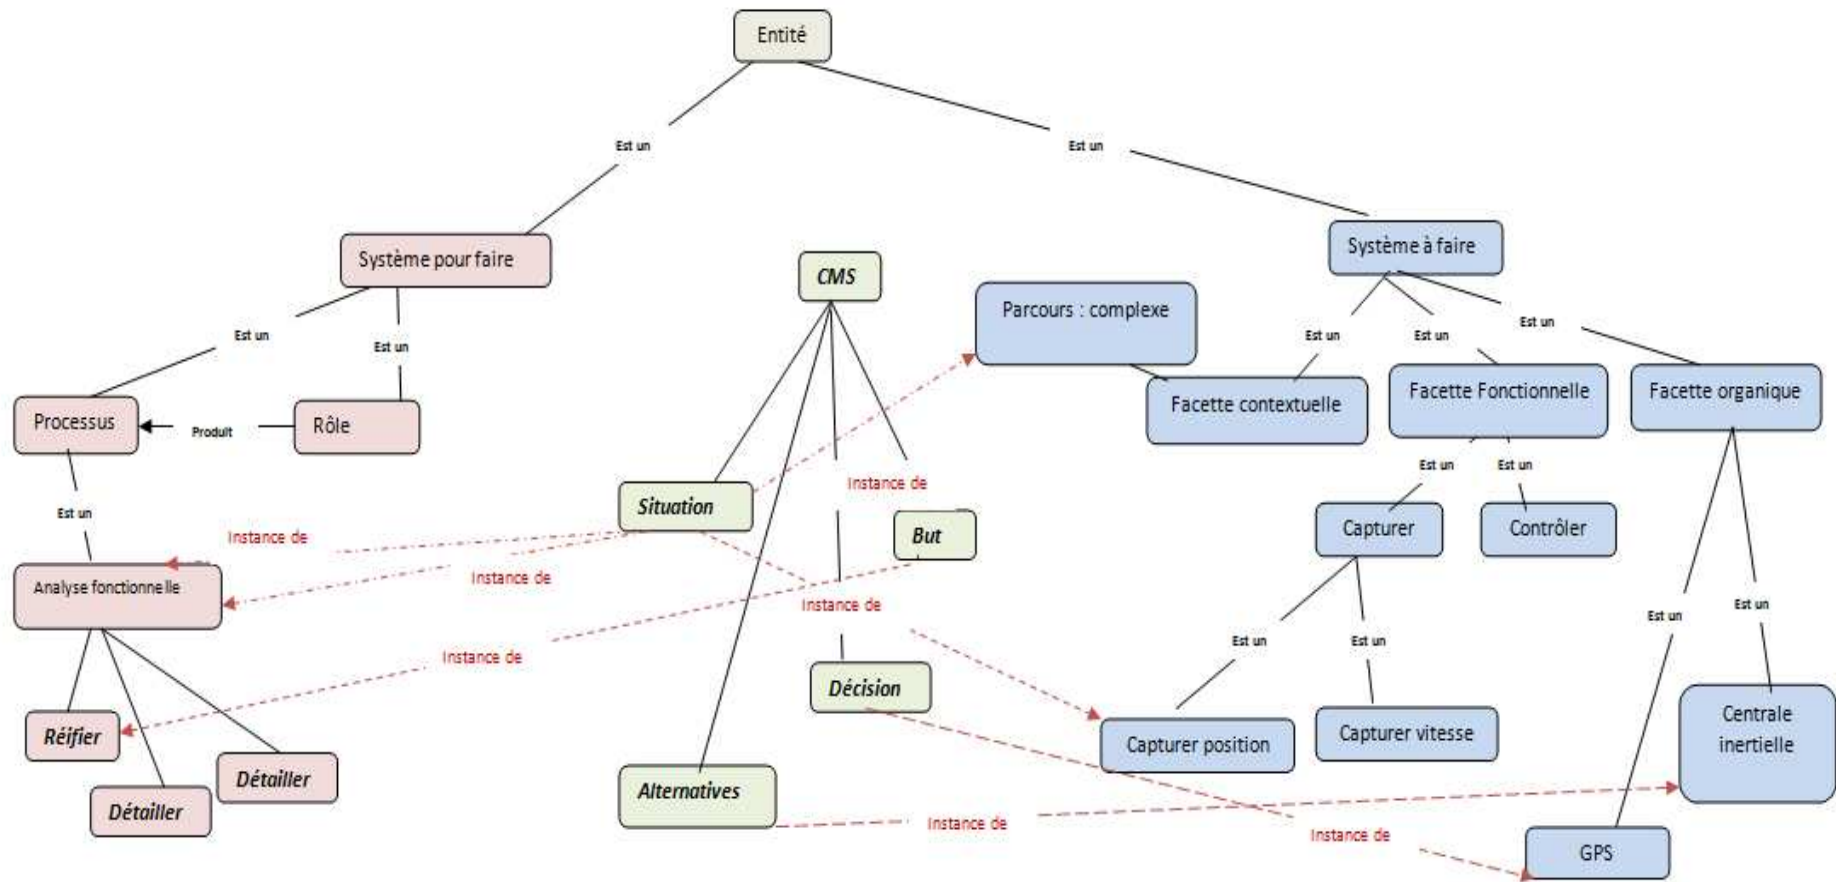 Entité
Est un
Est un
Système pour faire
Système à faire
CMS
Parcours : complexe
Est un
Est un
Est un
Est un
Est un
Facette contextuelle
Facette Fonctionnelle
Facette organique
Processus
Produit
Rôle
Est un
Est un
Est un
Situation
Instance de
Capturer
Contrôler
But
Instance de
Instance de
Analyse fonctionnelle
Instance de
Est un
Est un
Est un
Est un
Instance de
Réifier
Décision
Capturer position
Capturer vitesse
Centrale
inertielle
Détailler
Détailler
Alternatives
Instance de
Instance de
GPS